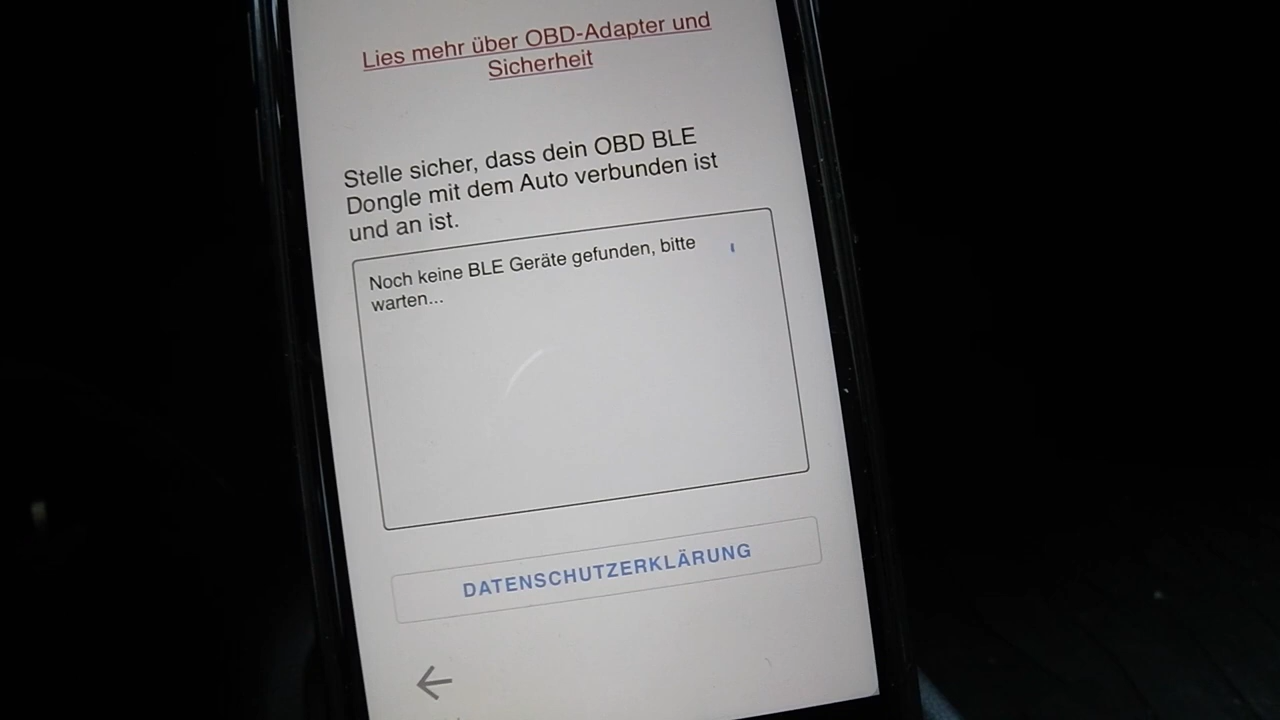 Lies mehr über OBD-Adapter und
Sicherheit
Stelle sicher, dass dein OBD BLE
Dongle mit dem Auto verbunden ist
und an ist.
Noch keine BLE Geräte gefunden, bitte
warten...
DATENSCHUTZERKLÄRUNG